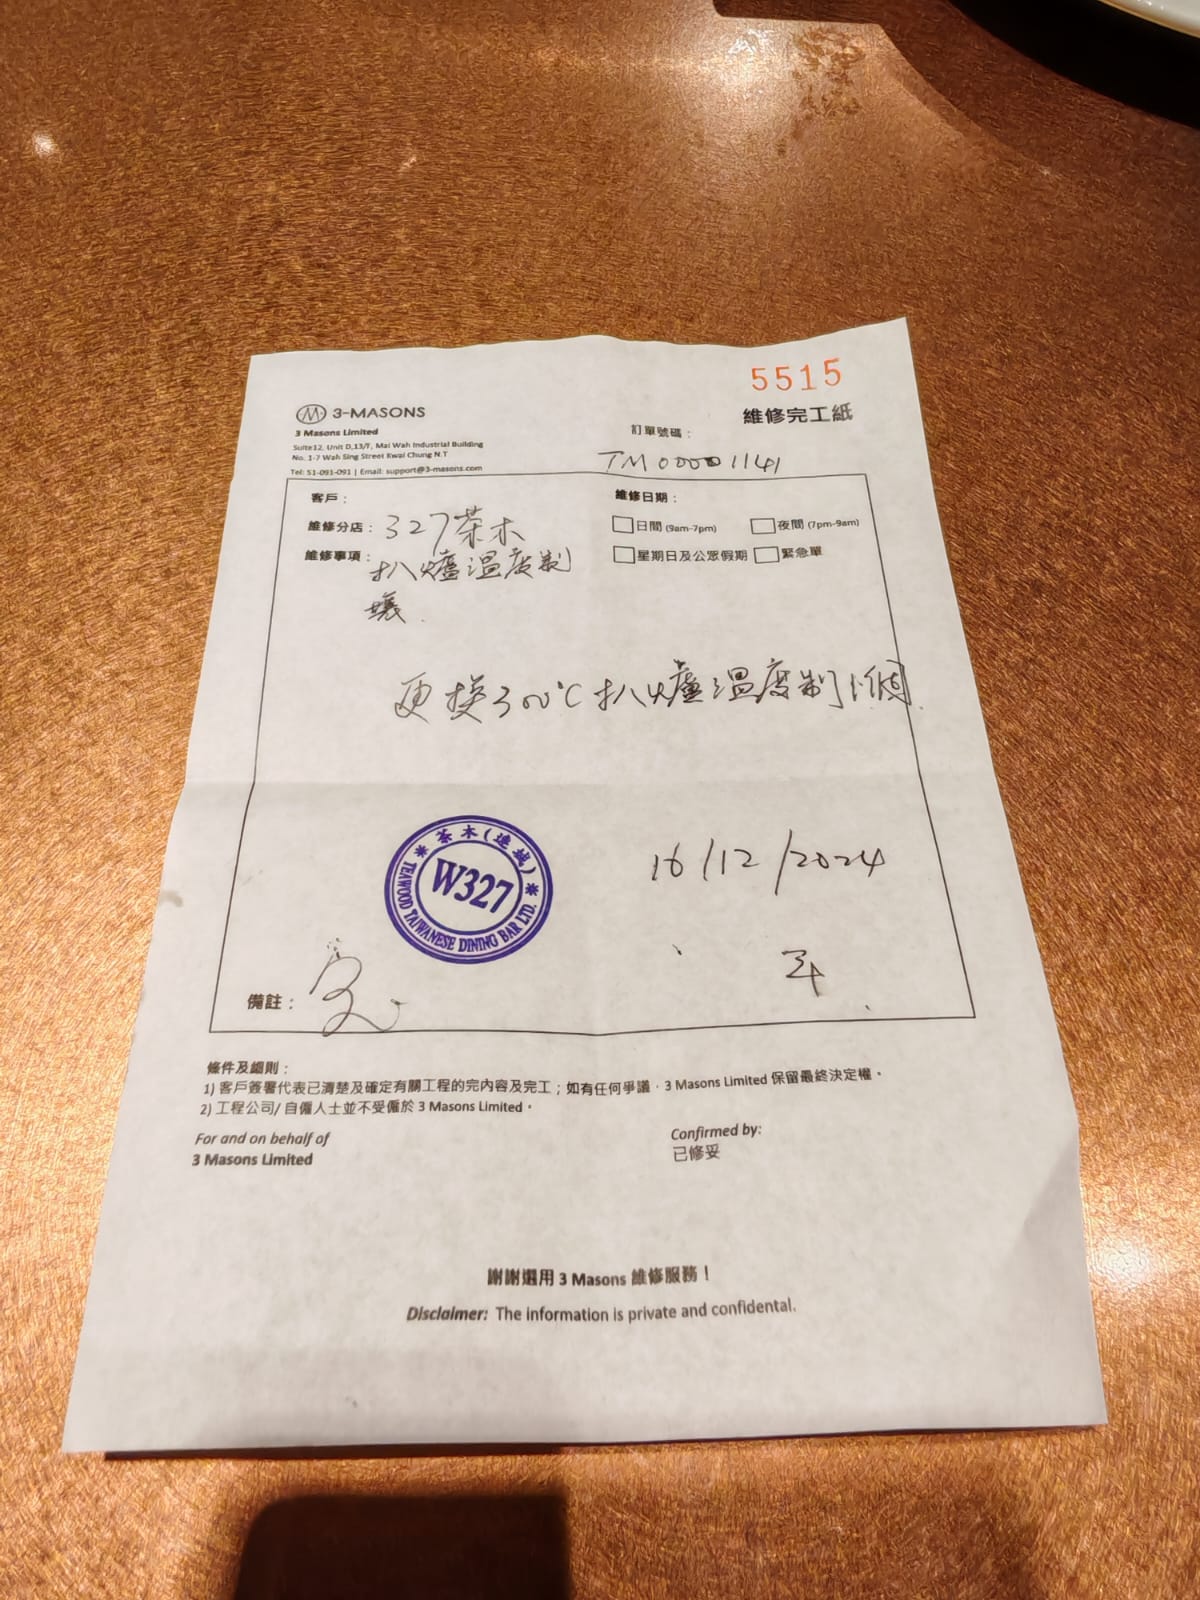 5515
維修完工紙
3-MASONS
3 Masons Limited
Suite12, Unit D,13/F, Mai Wah Industrial Building
No. 1-7 Wah Sing Street Kwai Chung N.T
Tel: 51-091-091 | Email: support@3-masons.com
訂單號碼：
TM00001141
客戶：
維修分店：327茶木
維修事項：扒爐溫度制
壞.
維修日期：
日間 (9am-7pm) 夜間 (7pm-9am)
星期日及公眾假期 緊急單
更换300℃扒爐溫度制1個
茶木(連城)
W327
TEAWOOD TAIWANESE DINING BAR LTD.
16/12/2024
備註：
條件及細則：
1) 客戶簽署代表已清楚及確定有關工程的完內容及完工；如有任何爭議，3 Masons Limited 保留最終決定權。
2) 工程公司/ 自僱人士並不受僱於 3 Masons Limited。
For and on behalf of
3 Masons Limited
Confirmed by:
已修妥
謝謝選用 3 Masons 維修服務！
Disclaimer: The information is private and confidental.